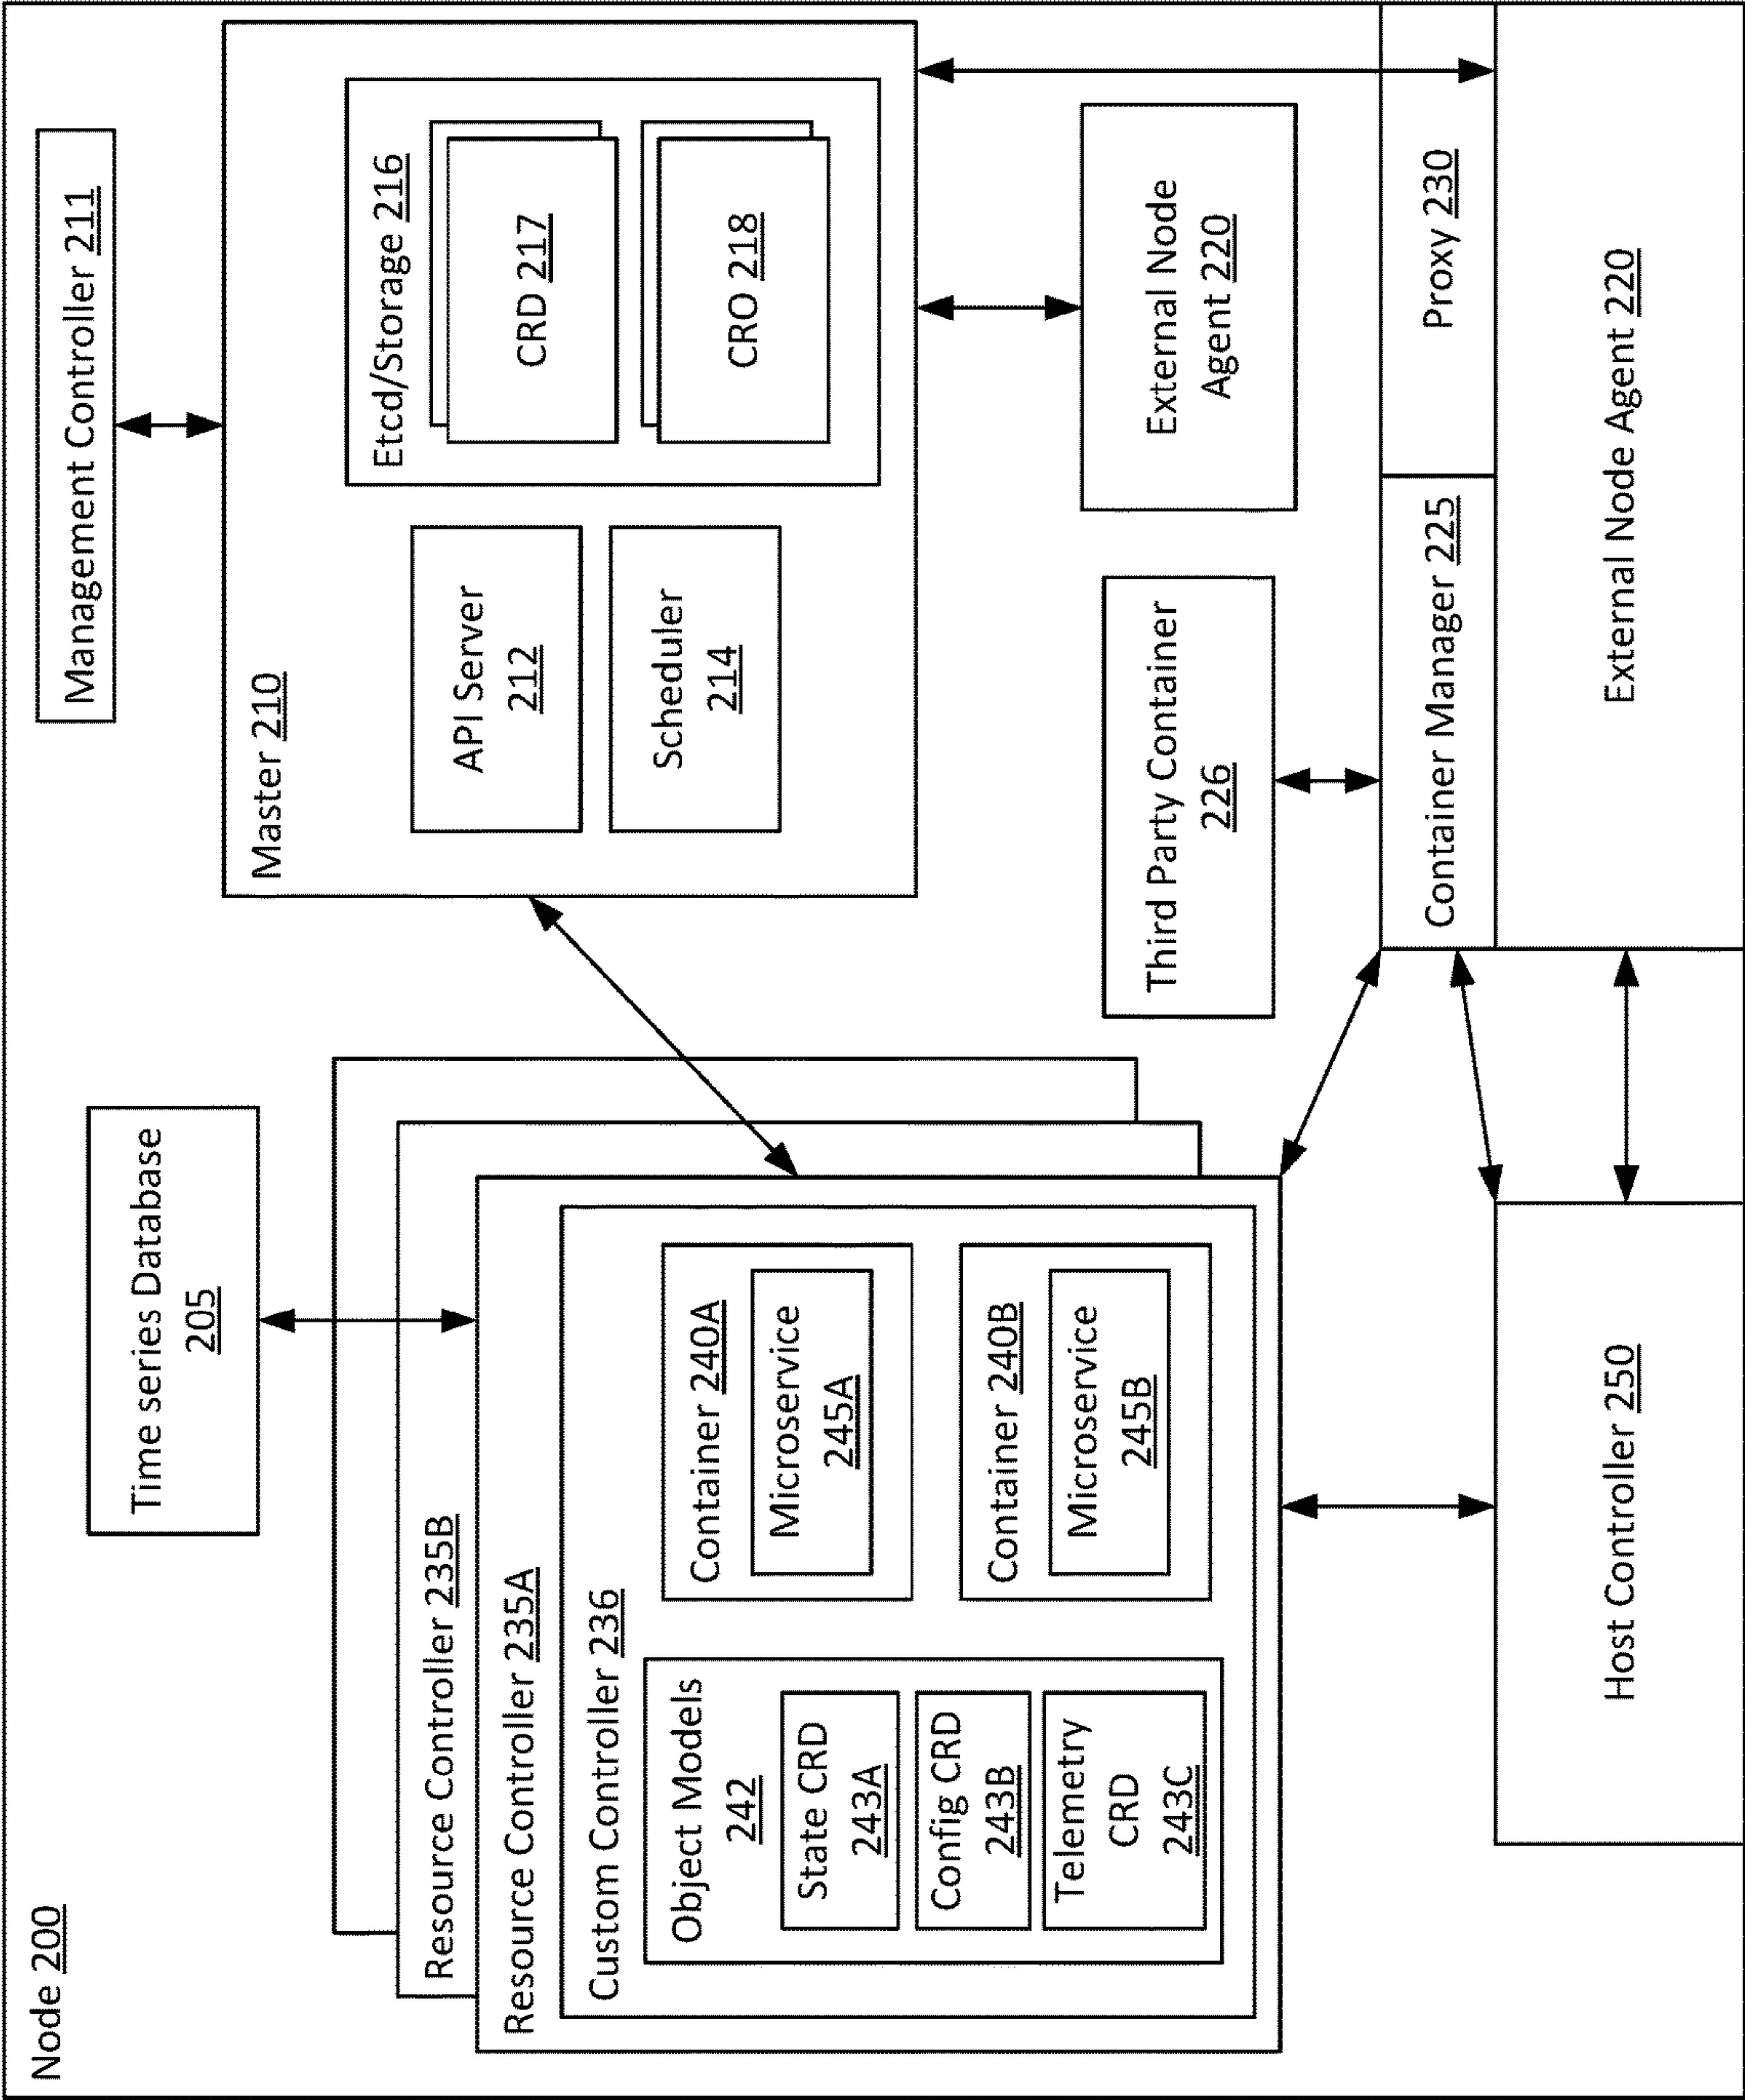 Node 200
Time series Database
205
Management Controller 211
Resource Controller 235B
Resource Controller 235A
Custom Controller 236
Object Models
242
State CRD
243A
Config CRD
243B
Telemetry
CRD
243C
Container 240A
Microservice
245A
Container 240B
Microservice
245B
Master 210
API Server
212
Scheduler
214
Etcd/Storage 216
CRD 217
CRO 218
Third Party Container
226
External Node
Agent 220
Container Manager 225
Proxy 230
Host Controller 250
External Node Agent 220